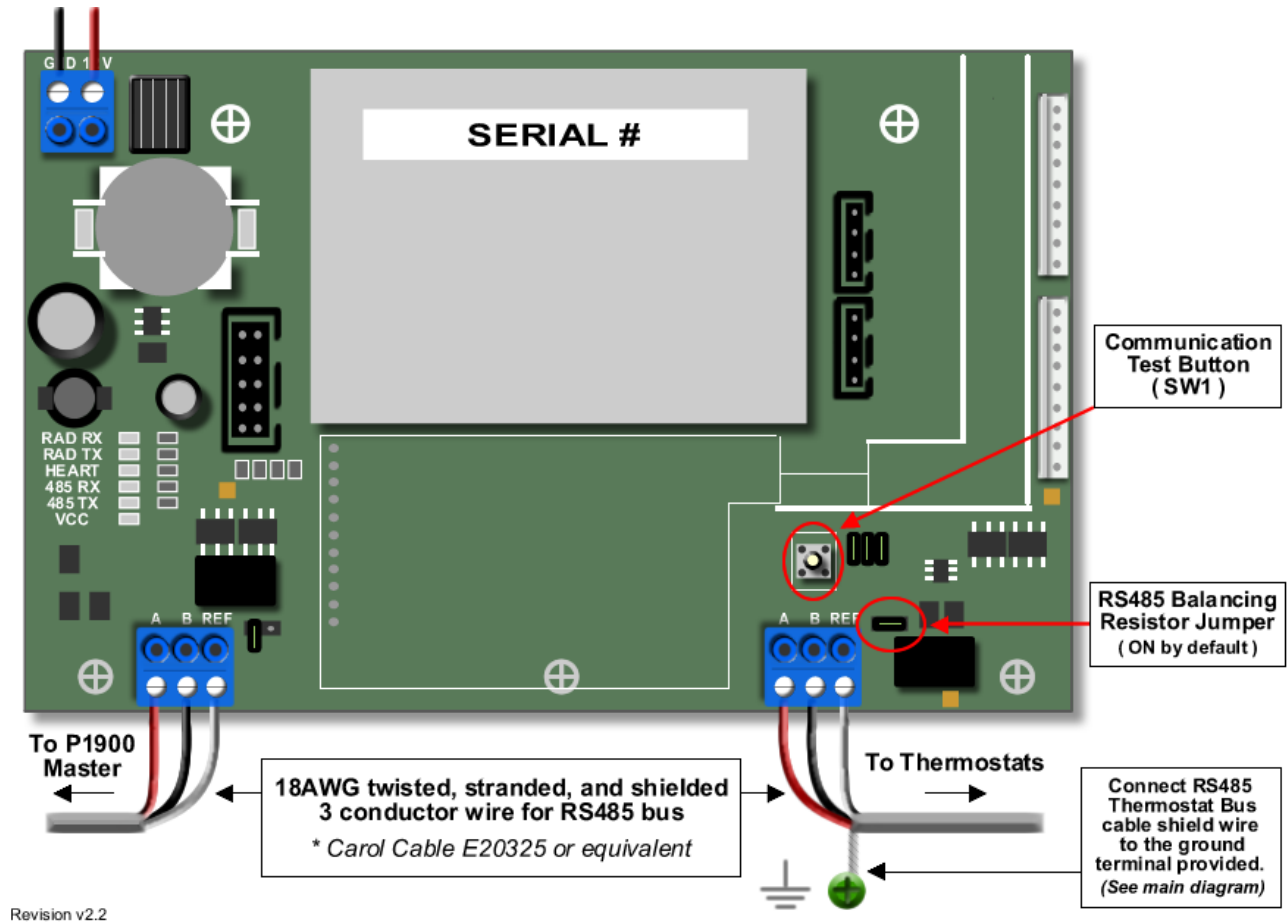 G D 1 V
SERIAL #
Communication
Test Button
( SW1 )
RAD RX
RAD TX
HEART
485 RX
485 TX
VCC
RS485 Balancing
Resistor Jumper
( ON by default )
A B REF
A B REF
To P1900
Master
18AWG twisted, stranded, and shielded
3 conductor wire for RS485 bus
* Carol Cable E20325 or equivalent
To Thermostats
Connect RS485
Thermostat Bus
cable shield wire
to the ground
terminal provided.
(See main diagram)
Revision v2.2